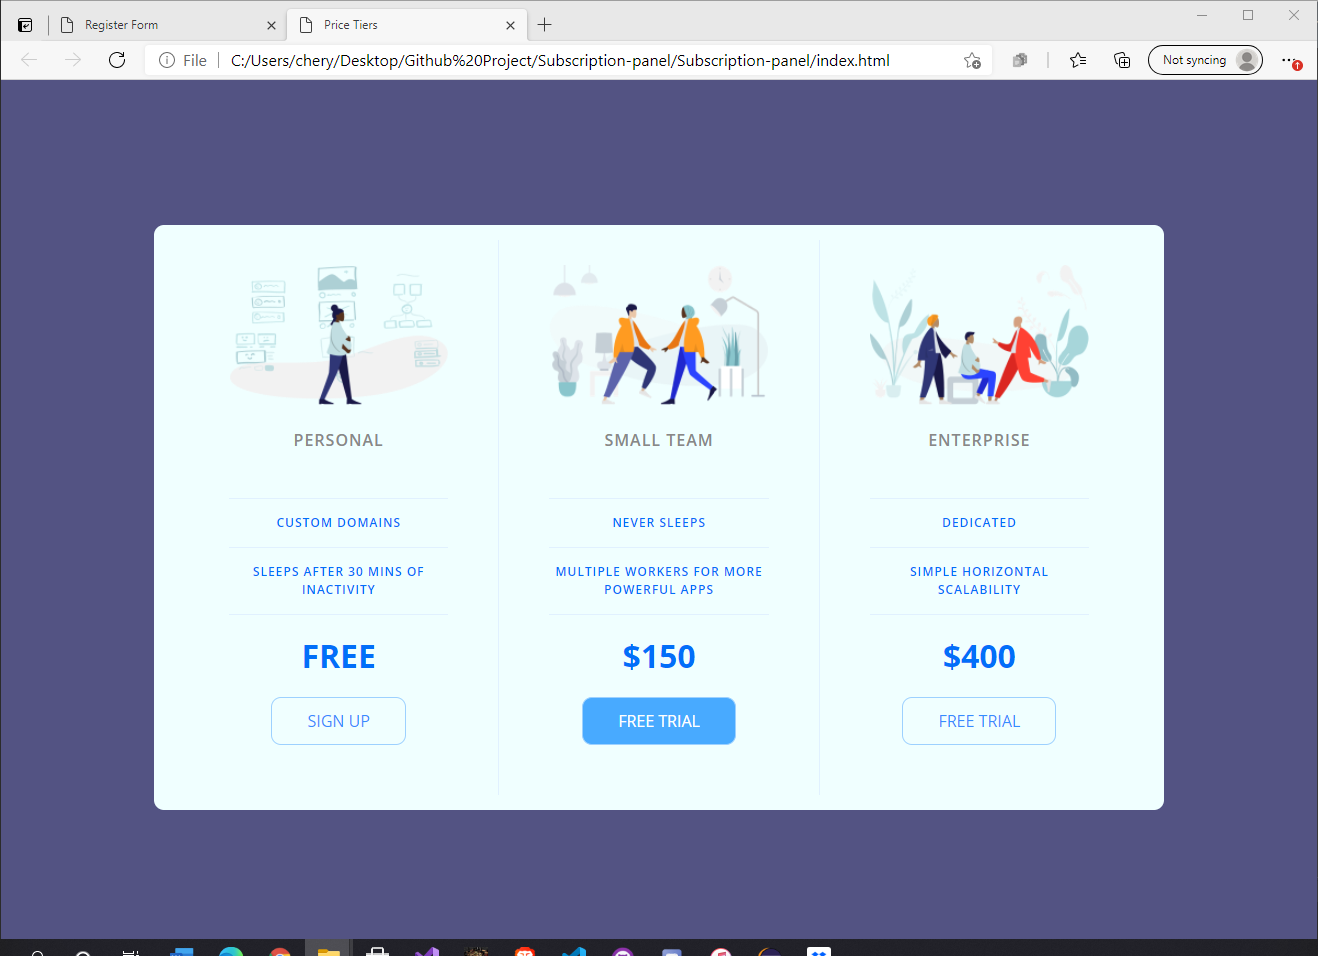 Register Form
Price Tiers
File
C:/Users/chery/Desktop/Github%20Project/Subscription-panel/Subscription-panel/index.html
Not syncing
PERSONAL
CUSTOM DOMAINS
SLEEPS AFTER 30 MINS OF
INACTIVITY
FREE
SIGN UP
SMALL TEAM
NEVER SLEEPS
MULTIPLE WORKERS FOR MORE
POWERFUL APPS
$150
FREE TRIAL
ENTERPRISE
DEDICATED
SIMPLE HORIZONTAL
SCALABILITY
$400
FREE TRIAL